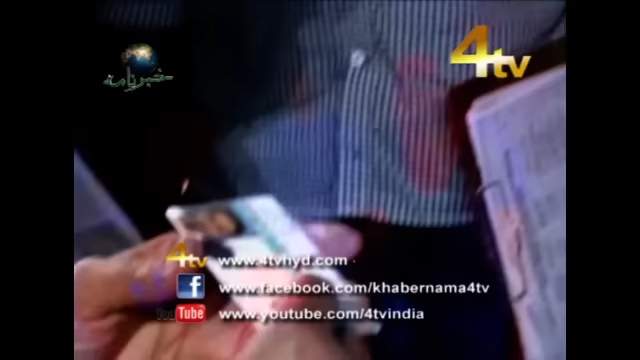 4tv
خبرنامہ
4tv www.4tvhyd.com
www.facebook.com/khabernama4tv
YouTube www.youtube.com/4tvindia